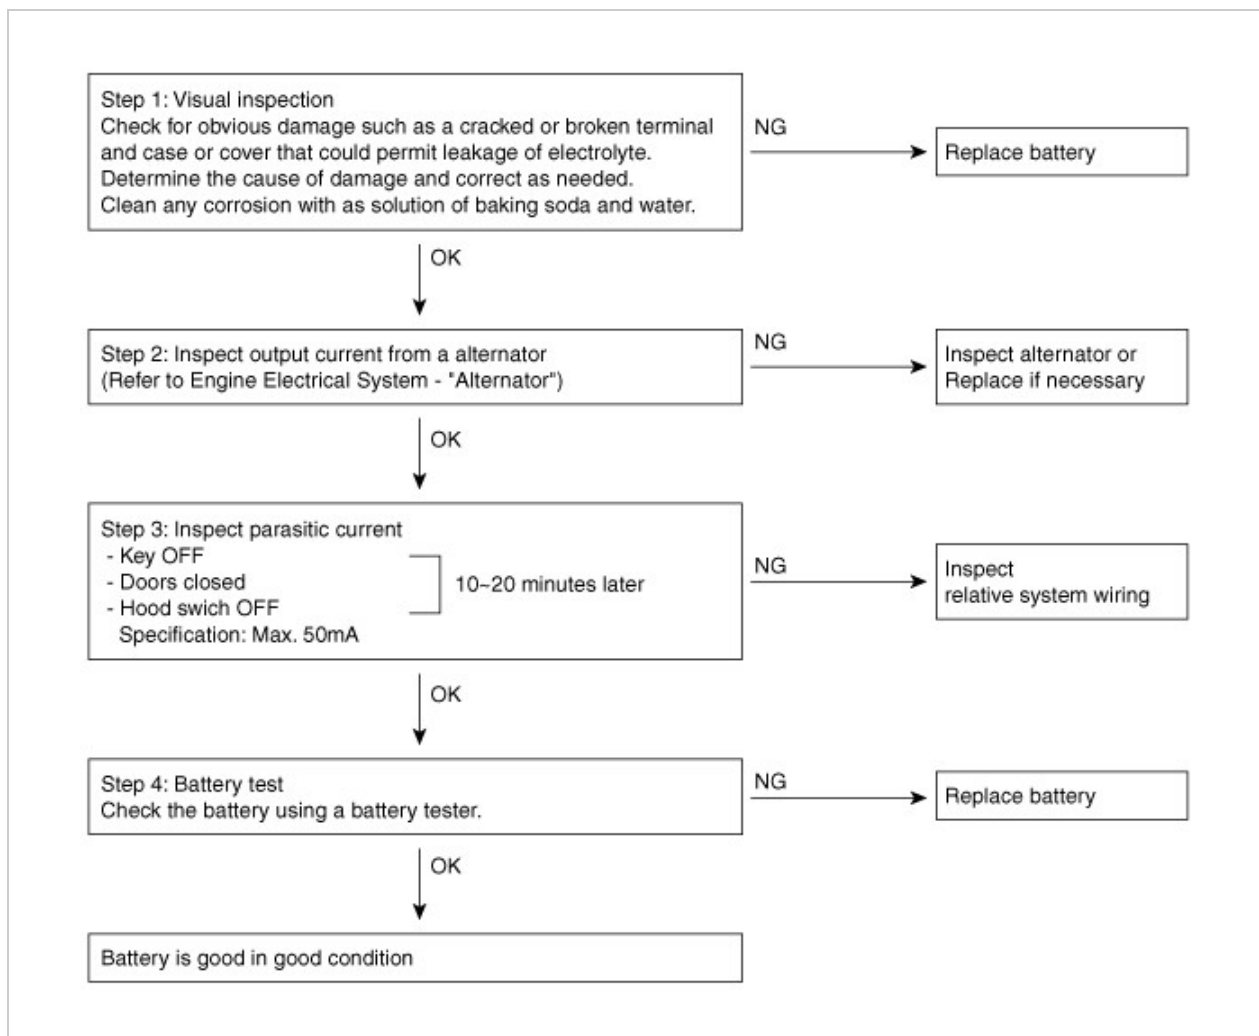 Step 1: Visual inspection
Check for obvious damage such as a cracked or broken terminal
and case or cover that could permit leakage of electrolyte.
Determine the cause of damage and correct as needed.
Clean any corrosion with as solution of baking soda and water.
NG
Replace battery
OK
Step 2: Inspect output current from a alternator
(Refer to Engine Electrical System - "Alternator")
NG
Inspect alternator or
Replace if necessary
OK
Step 3: Inspect parasitic current
- Key OFF
- Doors closed
- Hood swich OFF
Specification: Max. 50mA
10~20 minutes later
NG
Inspect
relative system wiring
OK
Step 4: Battery test
Check the battery using a battery tester.
NG
Replace battery
OK
Battery is good in good condition